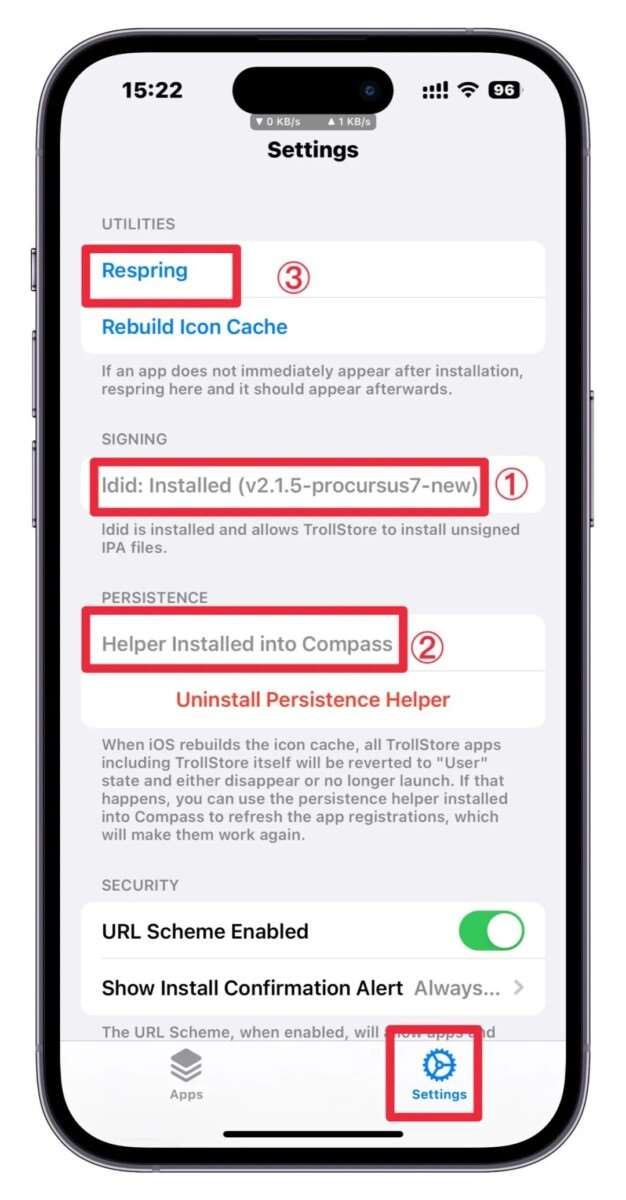 15:22
96
▼ 0 KB/s ▲ 1 KB/s
Settings
UTILITIES
Respring
③
Rebuild Icon Cache
If an app does not immediately appear after installation,
respring here and it should appear afterwards.
SIGNING
ldid: Installed (v2.1.5-procursus7-new)
①
ldid is installed and allows TrollStore to install unsigned
IPA files.
PERSISTENCE
Helper Installed into Compass
②
Uninstall Persistence Helper
When iOS rebuilds the icon cache, all TrollStore apps
including TrollStore itself will be reverted to "User"
state and either disappear or no longer launch. If that
happens, you can use the persistence helper installed
into Compass to refresh the app registrations, which
will make them work again.
SECURITY
URL Scheme Enabled
Show Install Confirmation Alert Always...
The URL Scheme, when enabled, will allow apps and
Apps
Settings